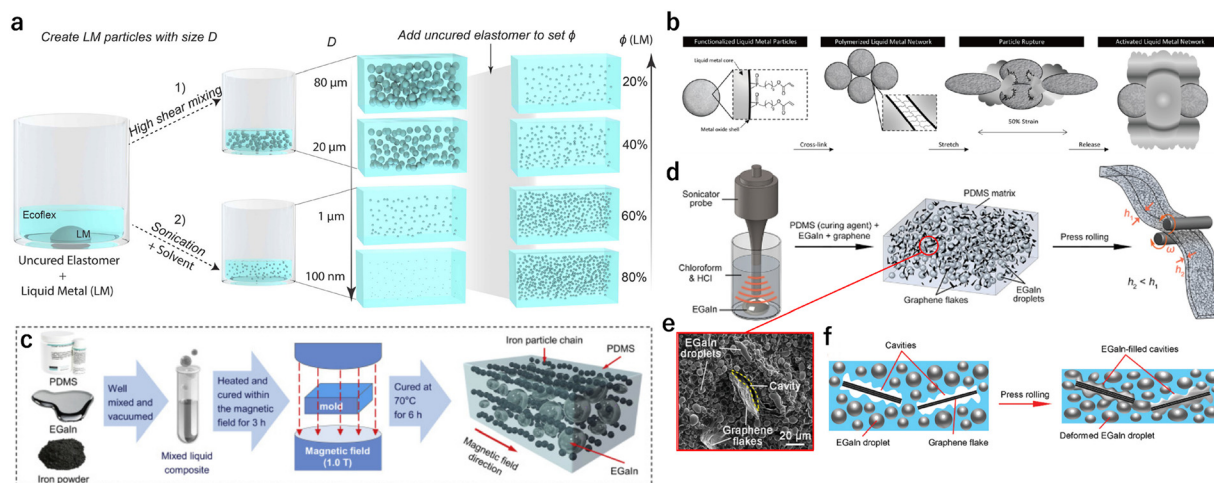 a
Create LM particles with size D
Add uncured elastomer to set ϕ
1)
High shear mixing
2)
Sonication
+ Solvent
Ecoflex
LM
Uncured Elastomer
+
Liquid Metal (LM)
D
80 µm
20 µm
1 µm
100 nm
ϕ (LM)
20%
40%
60%
80%
b
Functionalized Liquid Metal Particles
Polymerized Liquid Metal Network
Particle Rupture
Activated Liquid Metal Network
Liquid metal core
Metal oxide shell
50% Strain
Cross-link
Stretch
Release
c
PDMS
EGaIn
Iron powder
Well
mixed and
vacuumed
Mixed liquid
composite
Heated and
cured within
the magnetic
field for 3 h
mold
Magnetic field
(1.0 T)
Cured at
70°C
for 6 h
Iron particle chain
PDMS
Magnetic field
direction
EGaIn
d
Sonicator
probe
Chloroform
& HCl
EGaIn
PDMS (curing agent) +
EGaIn + graphene
PDMS matrix
Graphene flakes
EGaIn
droplets
Press rolling
h1
ω
h2
h2 < h1
e
EGaIn
droplets
Cavity
Graphene
flakes
20 µm
f
Cavities
EGaIn droplet
Graphene flake
Press rolling
EGaIn-filled cavities
Deformed EGaIn droplet